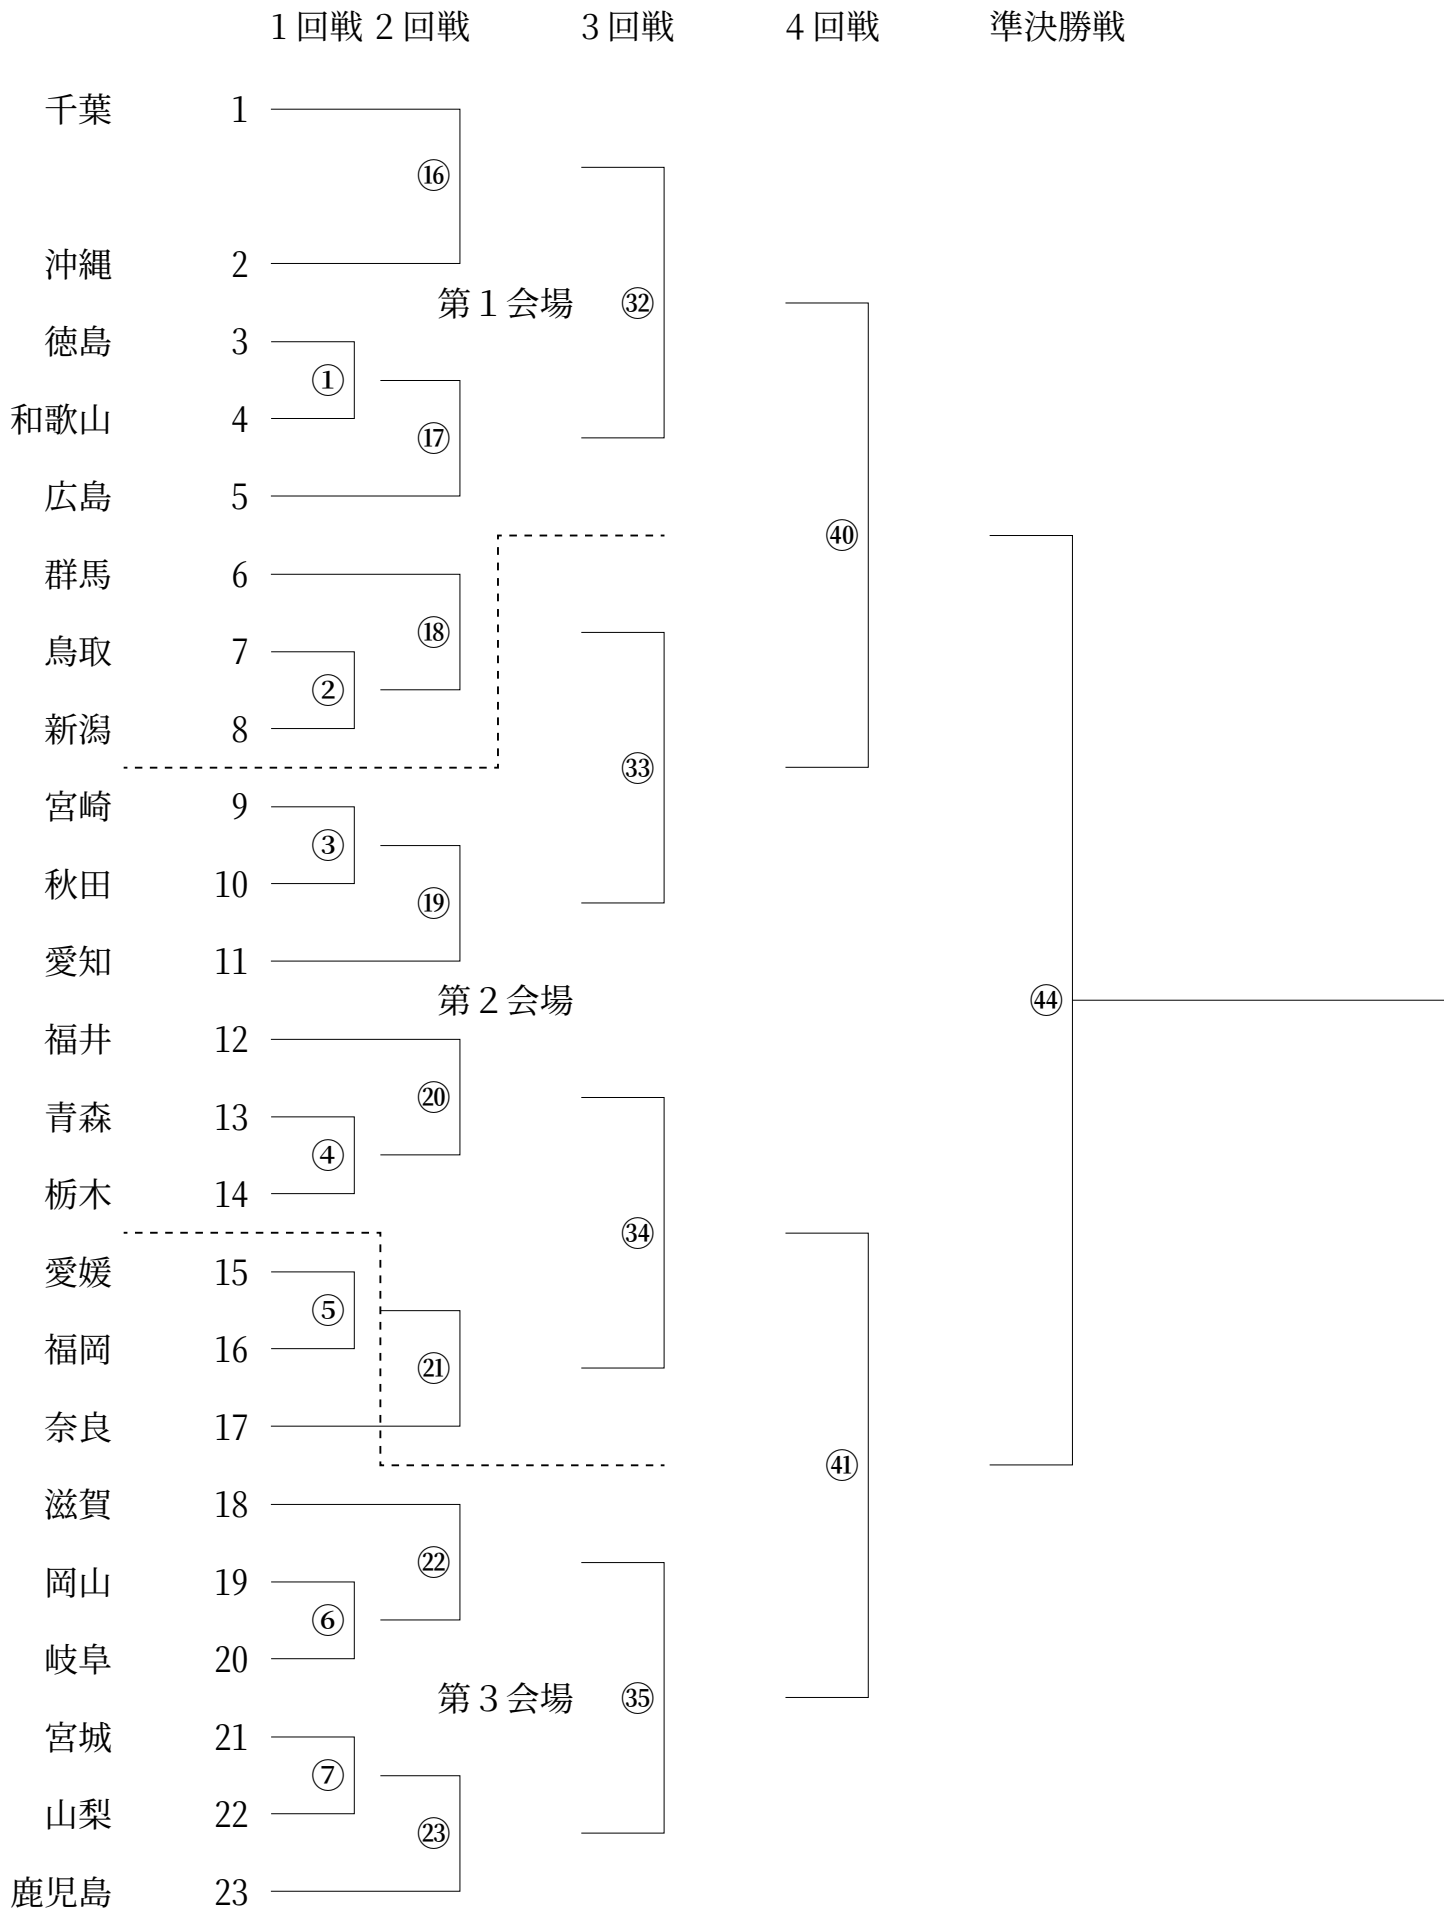 １回戦 ２回戦 ３回戦 ４回戦 準決勝戦
千葉 1
⑯
沖縄 2
第１会場 ㉜
徳島 3
①
和歌山 4
⑰
広島 5
㊵
群馬 6
⑱
鳥取 7
②
新潟 8
㉝
宮崎 9
③
秋田 10
⑲
愛知 11
第２会場 ㊹
福井 12
⑳
青森 13
④
栃木 14
㉞
愛媛 15
⑤
福岡 16
㉑
奈良 17
㊶
滋賀 18
㉒
岡山 19
⑥
岐阜 20
第３会場 ㉟
宮城 21
⑦
山梨 22
㉓
鹿児島 23